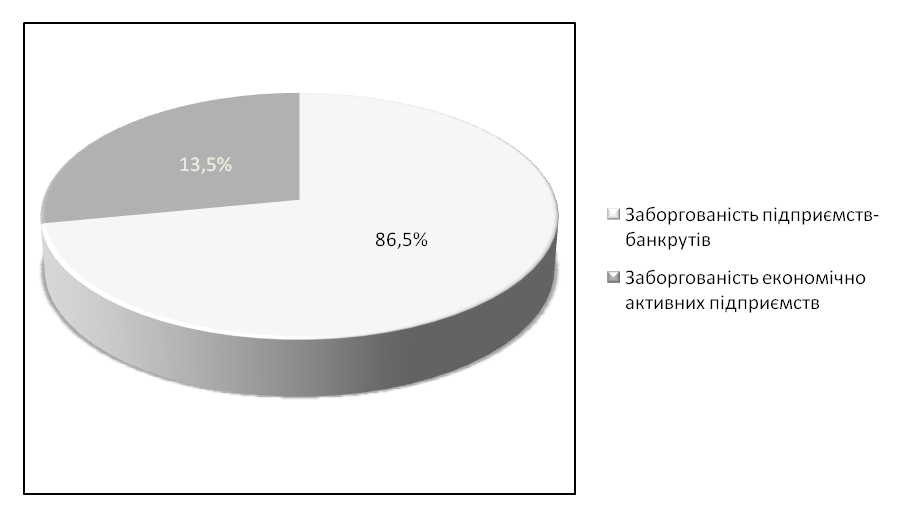 13,5%
86,5%
Заборгованість підприємств-
банкрутів
Заборгованість економічно
активних підприємств